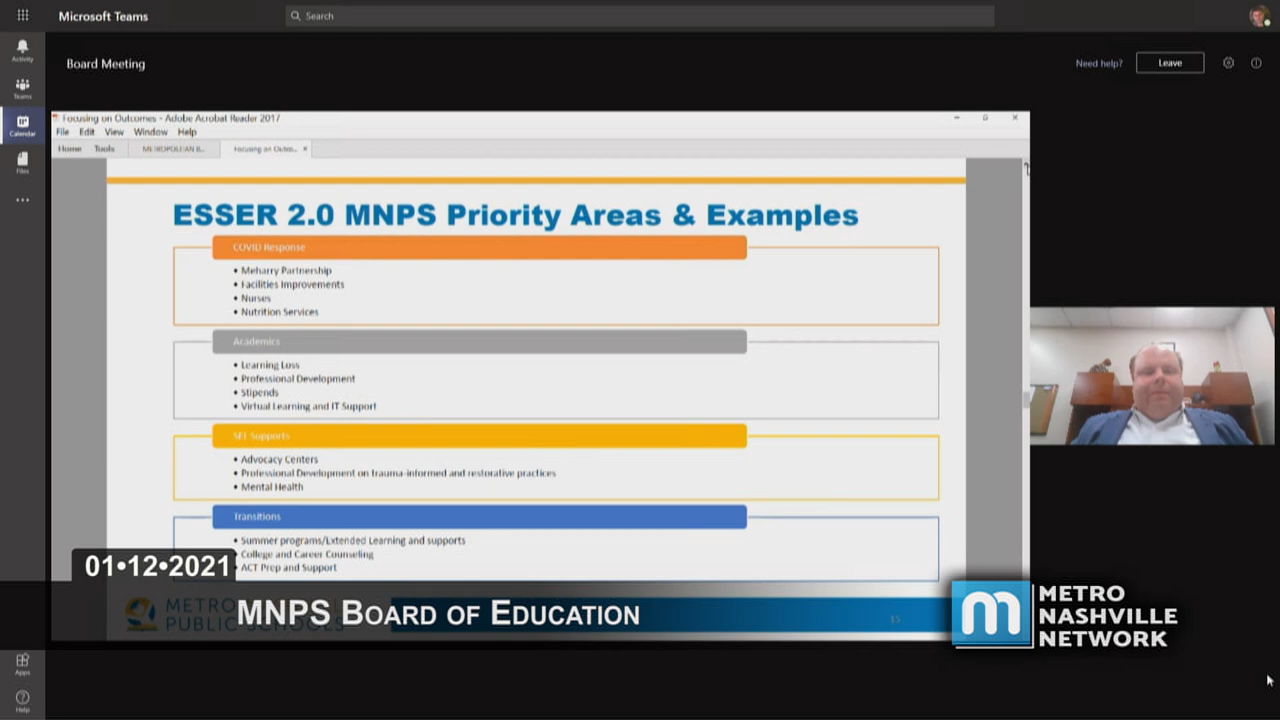 Microsoft Teams
Search
Activity
Board Meeting
Need help?
Leave
Teams
Calendar
Files
Focusing on Outcomes - Adobe Acrobat Reader 2017
File Edit View Window Help
Home Tools
Focusing on Outco...
ESSER 2.0 MNPS Priority Areas & Examples
COVID Response
• Meharry Partnership
• Facilities Improvements
• Nurses
• Nutrition Services
Academics
• Learning Loss
• Professional Development
• Stipends
• Virtual Learning and IT Support
SEL Supports
• Advocacy Centers
• Professional Development on trauma-informed and restorative practices
• Mental Health
Transitions
• Summer programs/Extended Learning and supports
• College and Career Counseling
• ACT Prep and Support
01•12•2021
METRO
PUBLIC SCHOOLS
MNPS BOARD OF EDUCATION
15
m
METRO
NASHVILLE
NETWORK
Apps
Help